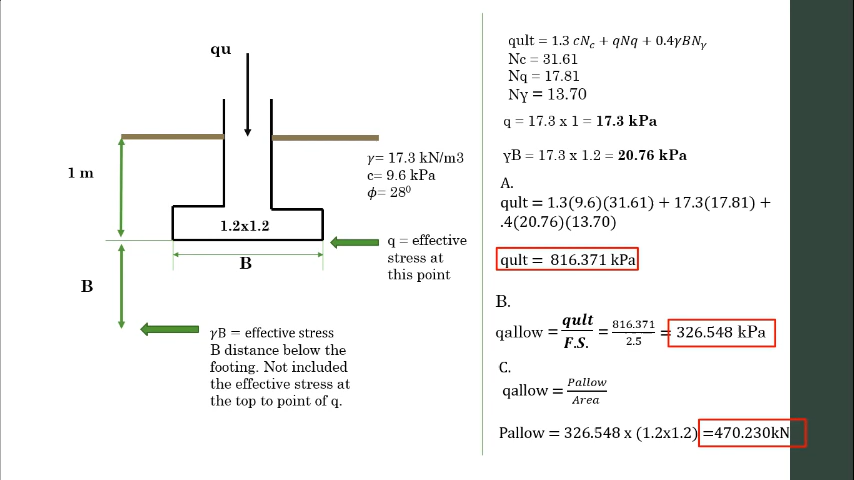 qu
1 m
γ= 17.3 kN/m3
c= 9.6 kPa
ϕ= 28⁰
1.2x1.2
q = effective
stress at
this point
B
B
γB = effective stress
B distance below the
footing. Not included
the effective stress at
the top to point of q.
qult = 1.3 cN_c + qNq + 0.4γBN_γ
Nc = 31.61
Nq = 17.81
Nγ = 13.70
q = 17.3 x 1 = 17.3 kPa
γB = 17.3 x 1.2 = 20.76 kPa
A.
qult = 1.3(9.6)(31.61) + 17.3(17.81) +
.4(20.76)(13.70)
qult = 816.371 kPa
B.
qallow = qult/F.S. = 816.371/2.5 = 326.548 kPa
C.
qallow = Pallow/Area
Pallow = 326.548 x (1.2x1.2) =470.230kN